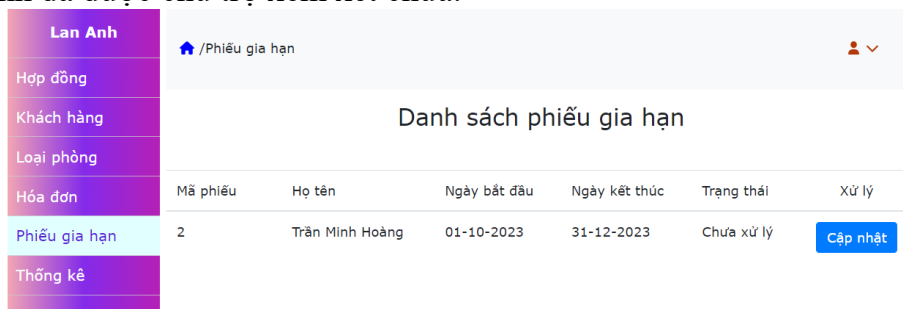 Lan Anh
/Phiếu gia hạn
Hợp đồng
Khách hàng
Loại phòng
Hóa đơn
Phiếu gia hạn
Thống kê
Danh sách phiếu gia hạn
Mã phiếu Họ tên Ngày bắt đầu Ngày kết thúc Trạng thái Xử lý
2 Trần Minh Hoàng 01-10-2023 31-12-2023 Chưa xử lý Cập nhật